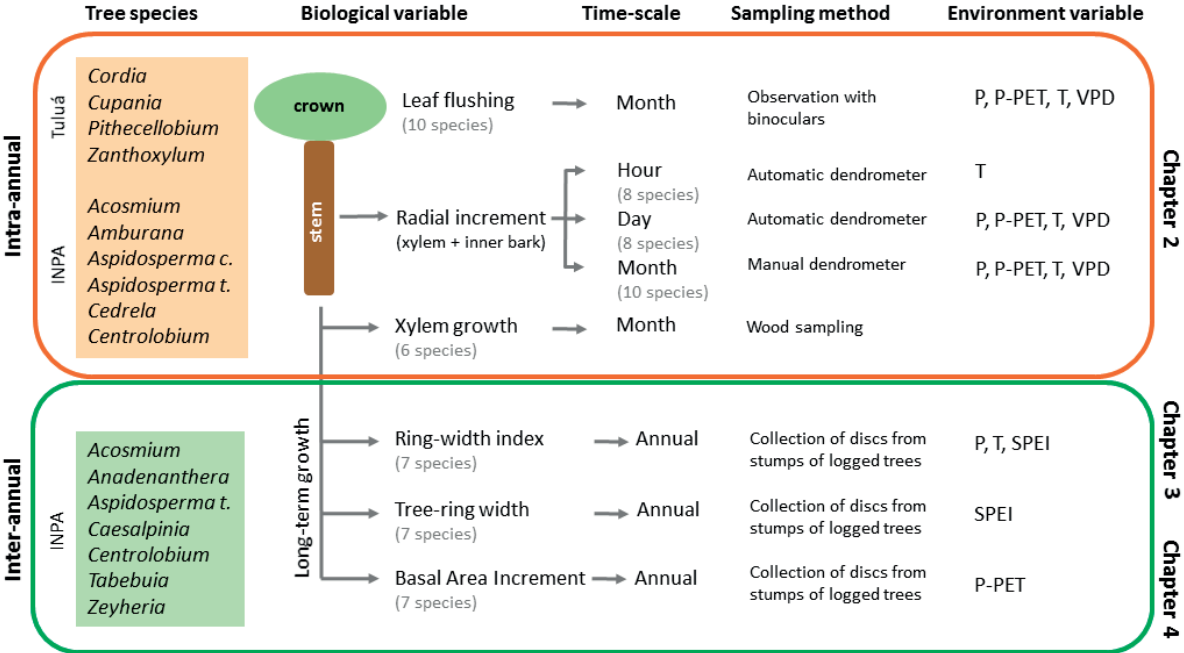 Tree species
Biological variable
Time-scale
Sampling method
Environment variable
Intra-annual
Tuluá
Cordia
Cupania
Pithecellobium
Zanthoxylum
INPA
Acosmium
Amburana
Aspidosperma c.
Aspidosperma t.
Cedrela
Centrolobium
crown
stem
Leaf flushing
(10 species)
Month
Observation with
binoculars
P, P-PET, T, VPD
Radial increment
(xylem + inner bark)
Hour
(8 species)
Automatic dendrometer
T
Day
(8 species)
Automatic dendrometer
P, P-PET, T, VPD
Month
(10 species)
Manual dendrometer
P, P-PET, T, VPD
Xylem growth
(6 species)
Month
Wood sampling
Chapter 2
Inter-annual
INPA
Acosmium
Anadenanthera
Aspidosperma t.
Caesalpinia
Centrolobium
Tabebuia
Zeyheria
Long-term growth
Ring-width index
(7 species)
Annual
Collection of discs from
stumps of logged trees
P, T, SPEI
Tree-ring width
(7 species)
Annual
Collection of discs from
stumps of logged trees
SPEI
Basal Area Increment
(7 species)
Annual
Collection of discs from
stumps of logged trees
P-PET
Chapter 3
Chapter 4